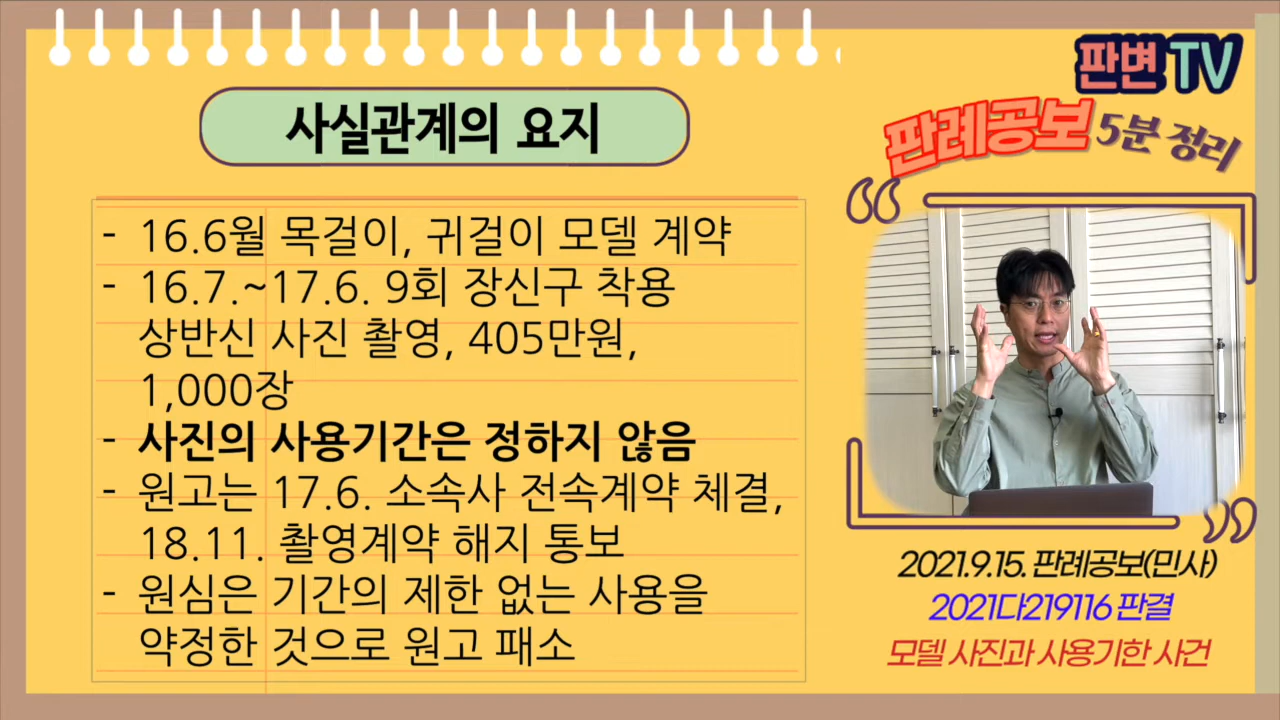 판변TV
판례공보 5분 정리
사실관계의 요지
- 16.6월 목걸이, 귀걸이 모델 계약
- 16.7.~17.6. 9회 장신구 착용
상반신 사진 촬영, 405만원,
1,000장
- 사진의 사용기간은 정하지 않음
- 원고는 17.6. 소속사 전속계약 체결,
18.11. 촬영계약 해지 통보
- 원심은 기간의 제한 없는 사용을
약정한 것으로 원고 패소
2021.9.15. 판례공보(민사)
2021다219116 판결
모델 사진과 사용기한 사건